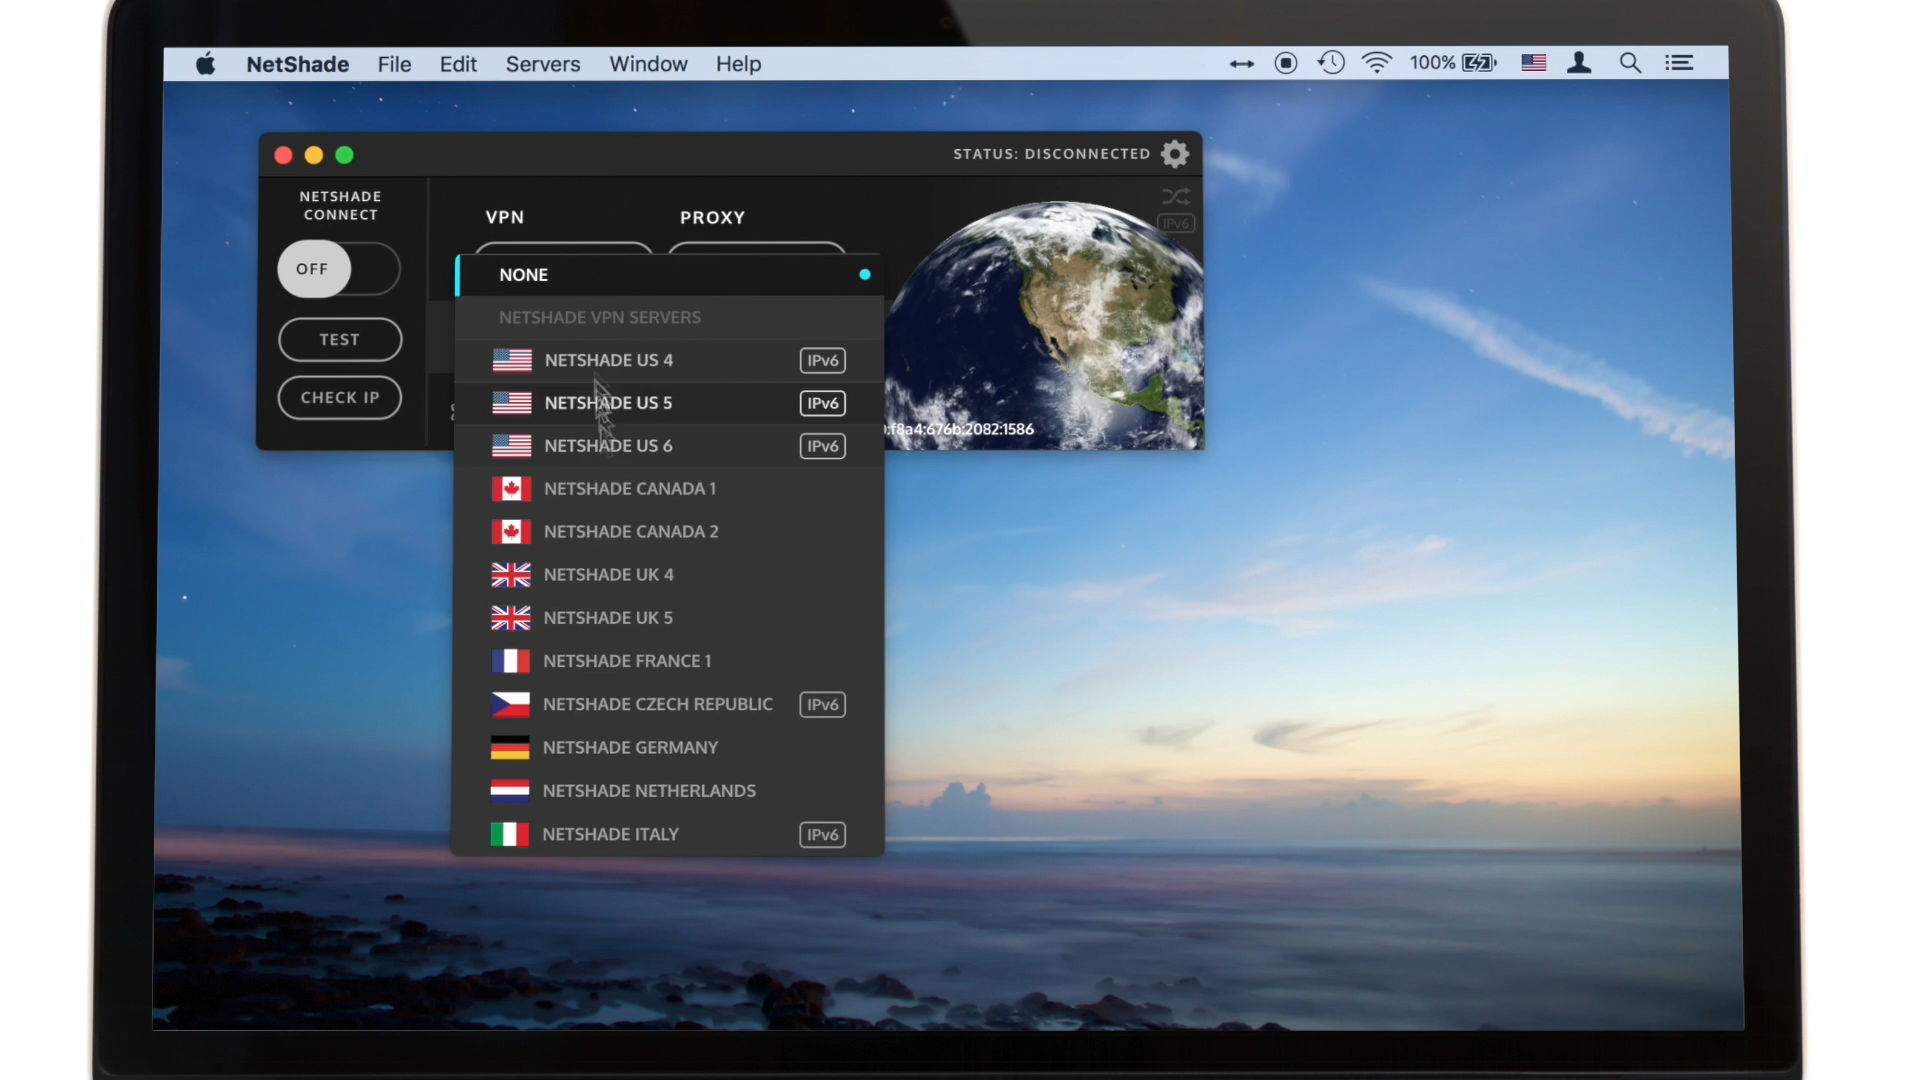 NetShade File Edit Servers Window Help 100%
STATUS: DISCONNECTED
NETSHADE
CONNECT
OFF
TEST
CHECK IP
VPN PROXY
IPv6
NONE
NETSHADE VPN SERVERS
NETSHADE US 4 IPv6
NETSHADE US 5 IPv6
NETSHADE US 6 IPv6
NETSHADE CANADA 1
NETSHADE CANADA 2
NETSHADE UK 4
NETSHADE UK 5
NETSHADE FRANCE 1
NETSHADE CZECH REPUBLIC IPv6
NETSHADE GERMANY
NETSHADE NETHERLANDS
NETSHADE ITALY IPv6
:f8a4:676b:2082:1586